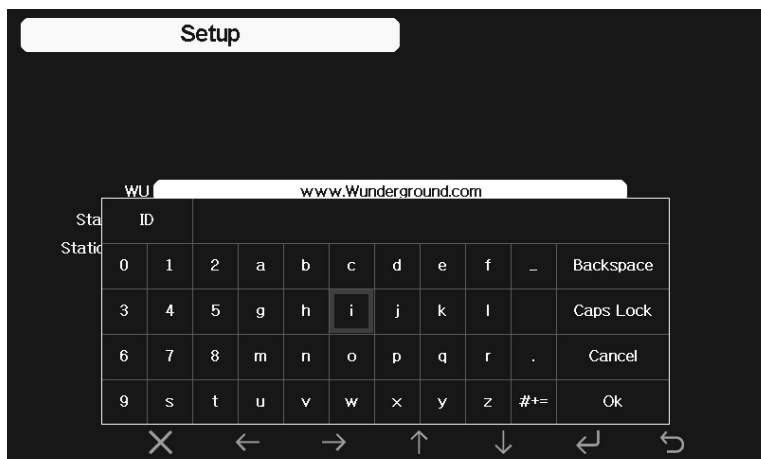 Setup
WU www.Wunderground.com
Sta ID
Static
0 1 2 a b c d e f _ Backspace
3 4 5 g h i j k l Caps Lock
6 7 8 m n o p q r . Cancel
9 s t u v w x y z #+= Ok